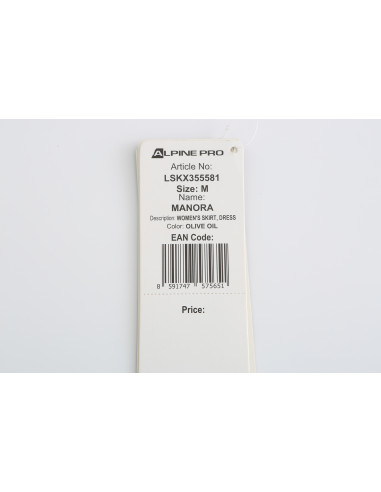 ALPINE PRO
Article No:
LSKX355581
Size: M
Name:
MANORA
Description: WOMEN'S SKIRT, DRESS
Color: OLIVE OIL
EAN Code:
8 591747 575651
Price: